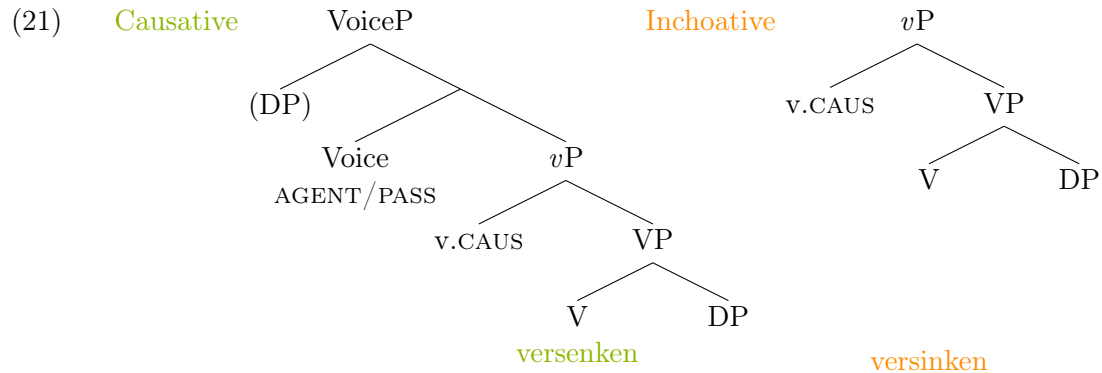 (21) Causative VoiceP Inchoative vP
(DP) v.CAUS VP
Voice vP V DP
AGENT/PASS
v.CAUS VP
V DP
versenken versinken